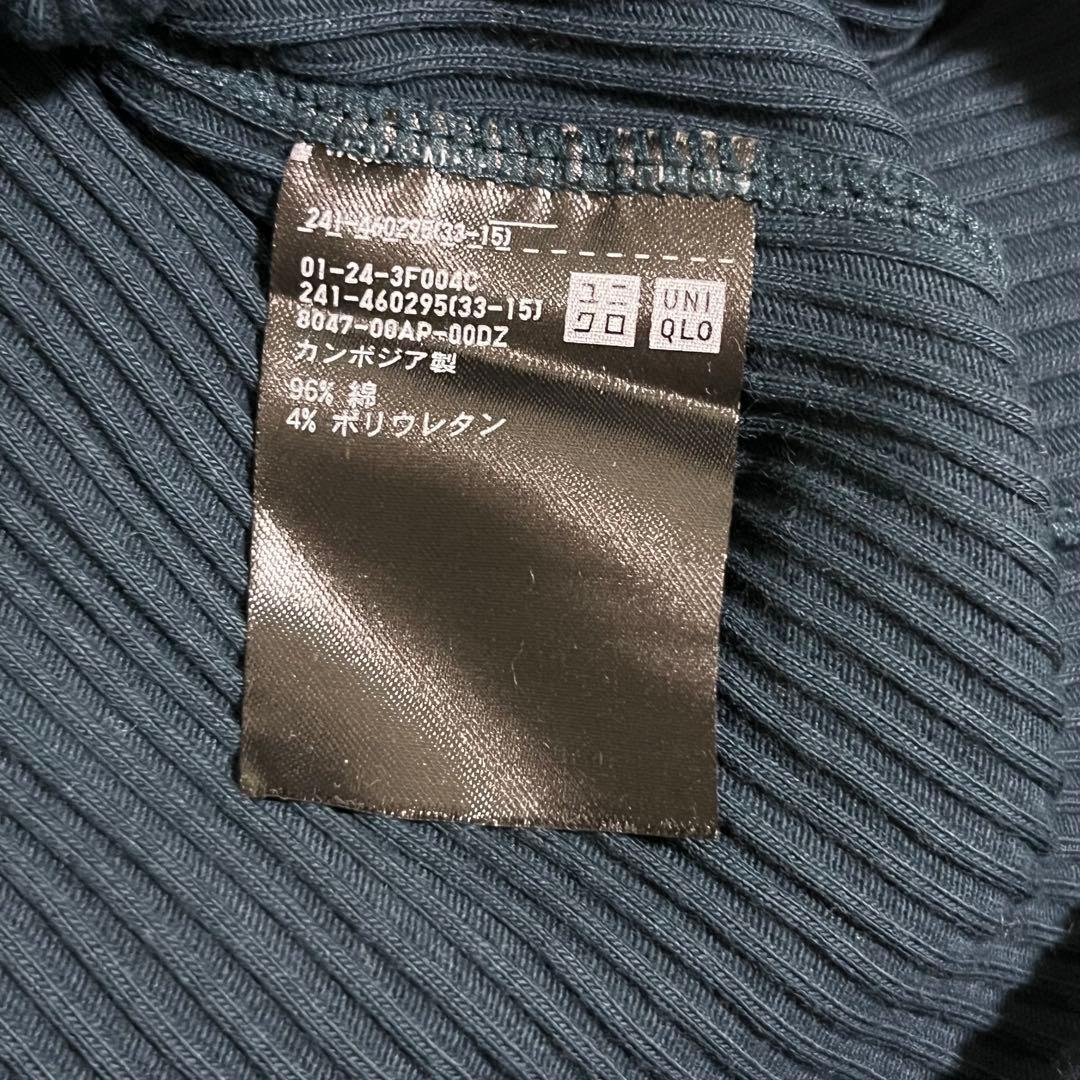 241-460295(33-15)
01-24-3F004C
241-460295(33-15)
8047-00AP-00DZ
カンボジア製
96% 綿
4% ポリウレタン
ユニ
クロ
UNI
QLO